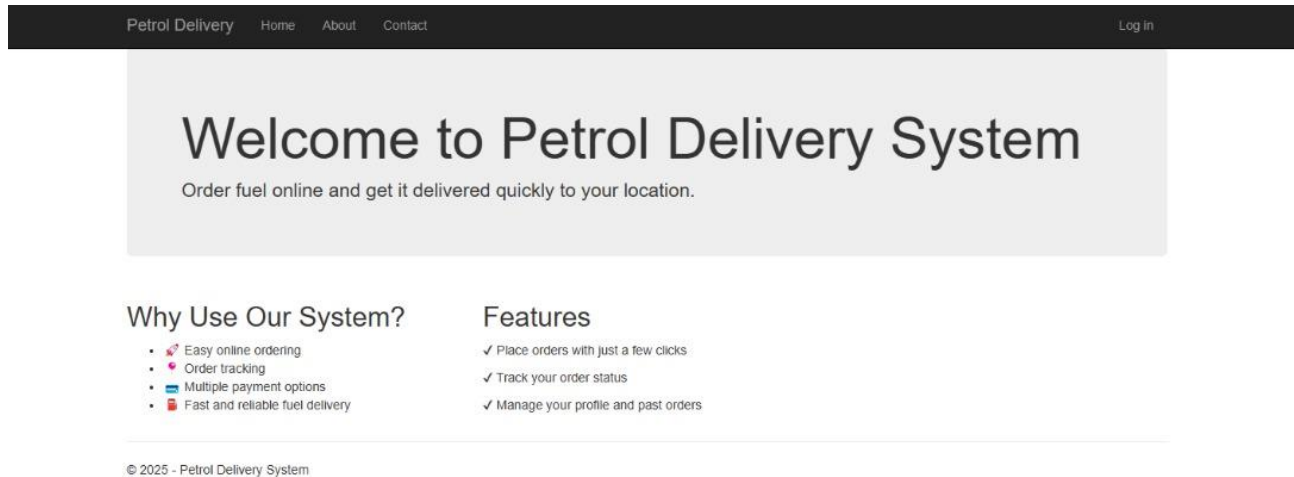 Petrol Delivery Home About Contact Log in
Welcome to Petrol Delivery System
Order fuel online and get it delivered quickly to your location.
Why Use Our System?
• 🚀 Easy online ordering
• 📍 Order tracking
• 💳 Multiple payment options
• ⛽ Fast and reliable fuel delivery
Features
✓ Place orders with just a few clicks
✓ Track your order status
✓ Manage your profile and past orders
© 2025 - Petrol Delivery System